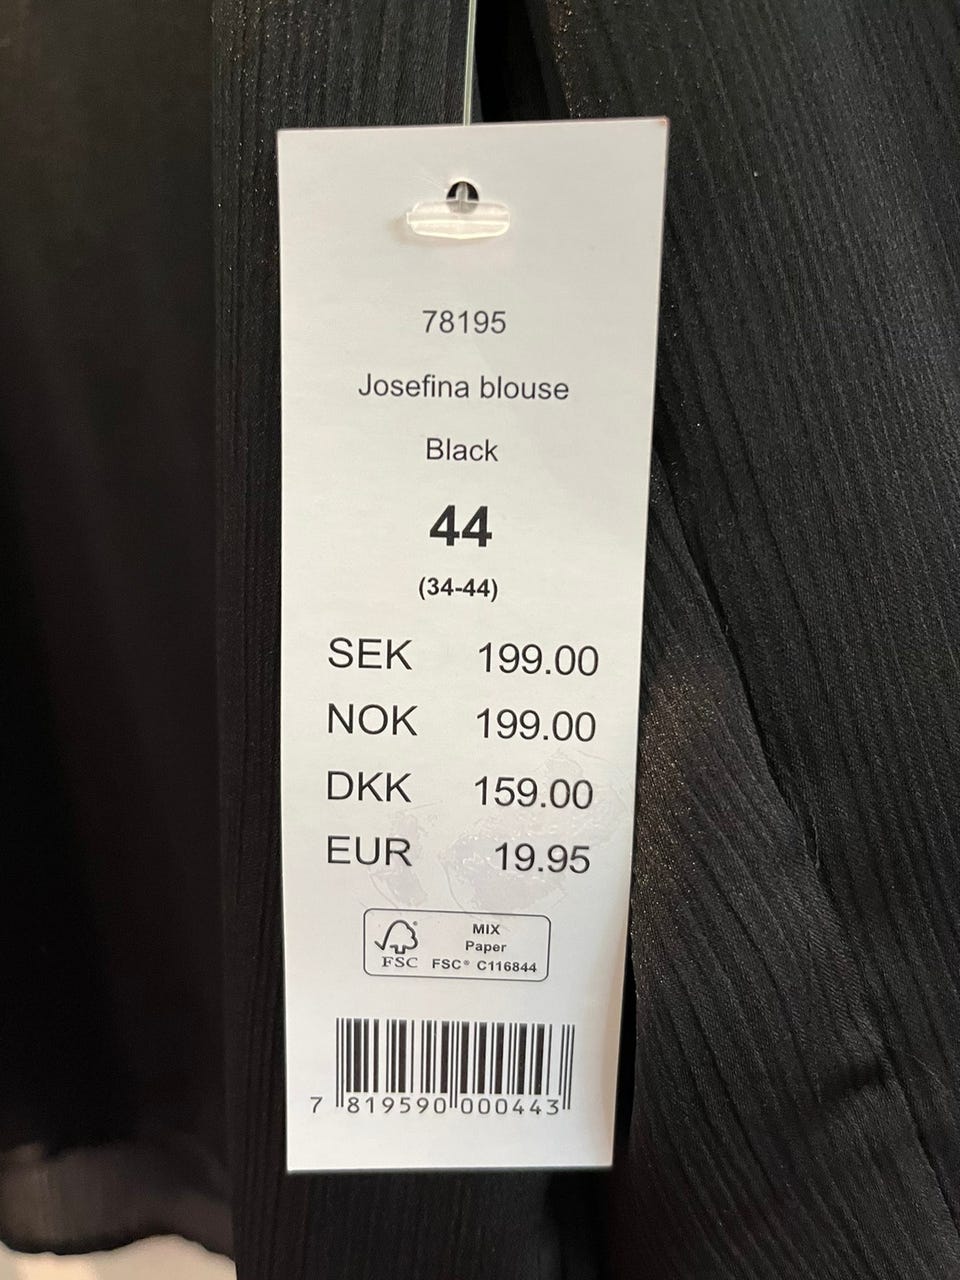 78195
Josefina blouse
Black
44
(34-44)
SEK 199.00
NOK 199.00
DKK 159.00
EUR 19.95
MIX
Paper
FSC FSC® C116844
7 819590 000443